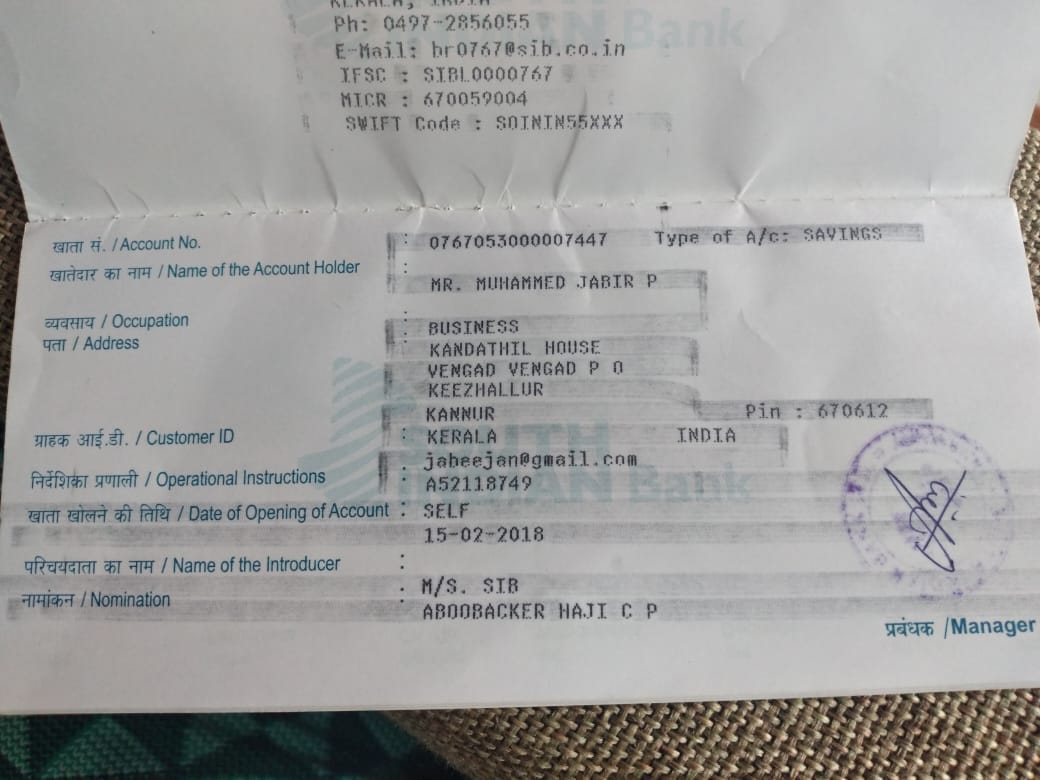 KERALA, INDIA
Ph: 0497-2856055
E-Mail: br0767@sib.co.in
IFSC : SIBL0000767
MICR : 670059004
SWIFT Code : SOININ55XXX
खाता सं. / Account No. : 0767053000007447 Type of A/c: SAVINGS
खातेदार का नाम / Name of the Account Holder :
MR. MUHAMMED JABIR P
व्यवसाय / Occupation : BUSINESS
पता / Address : KANDATHIL HOUSE
VENGAD VENGAD P O
KEEZHALLUR
KANNUR Pin : 670612
ग्राहक आई.डी. / Customer ID : KERALA INDIA
jabeejan@gmail.com
निर्देशिका प्रणाली / Operational Instructions : A52118749
खाता खोलने की तिथि / Date of Opening of Account : SELF
15-02-2018
परिचयदाता का नाम / Name of the Introducer :
M/S. SIB
नामांकन / Nomination : ABOOBACKER HAJI C P
प्रबंधक / Manager
SOUTH
INDIAN Bank